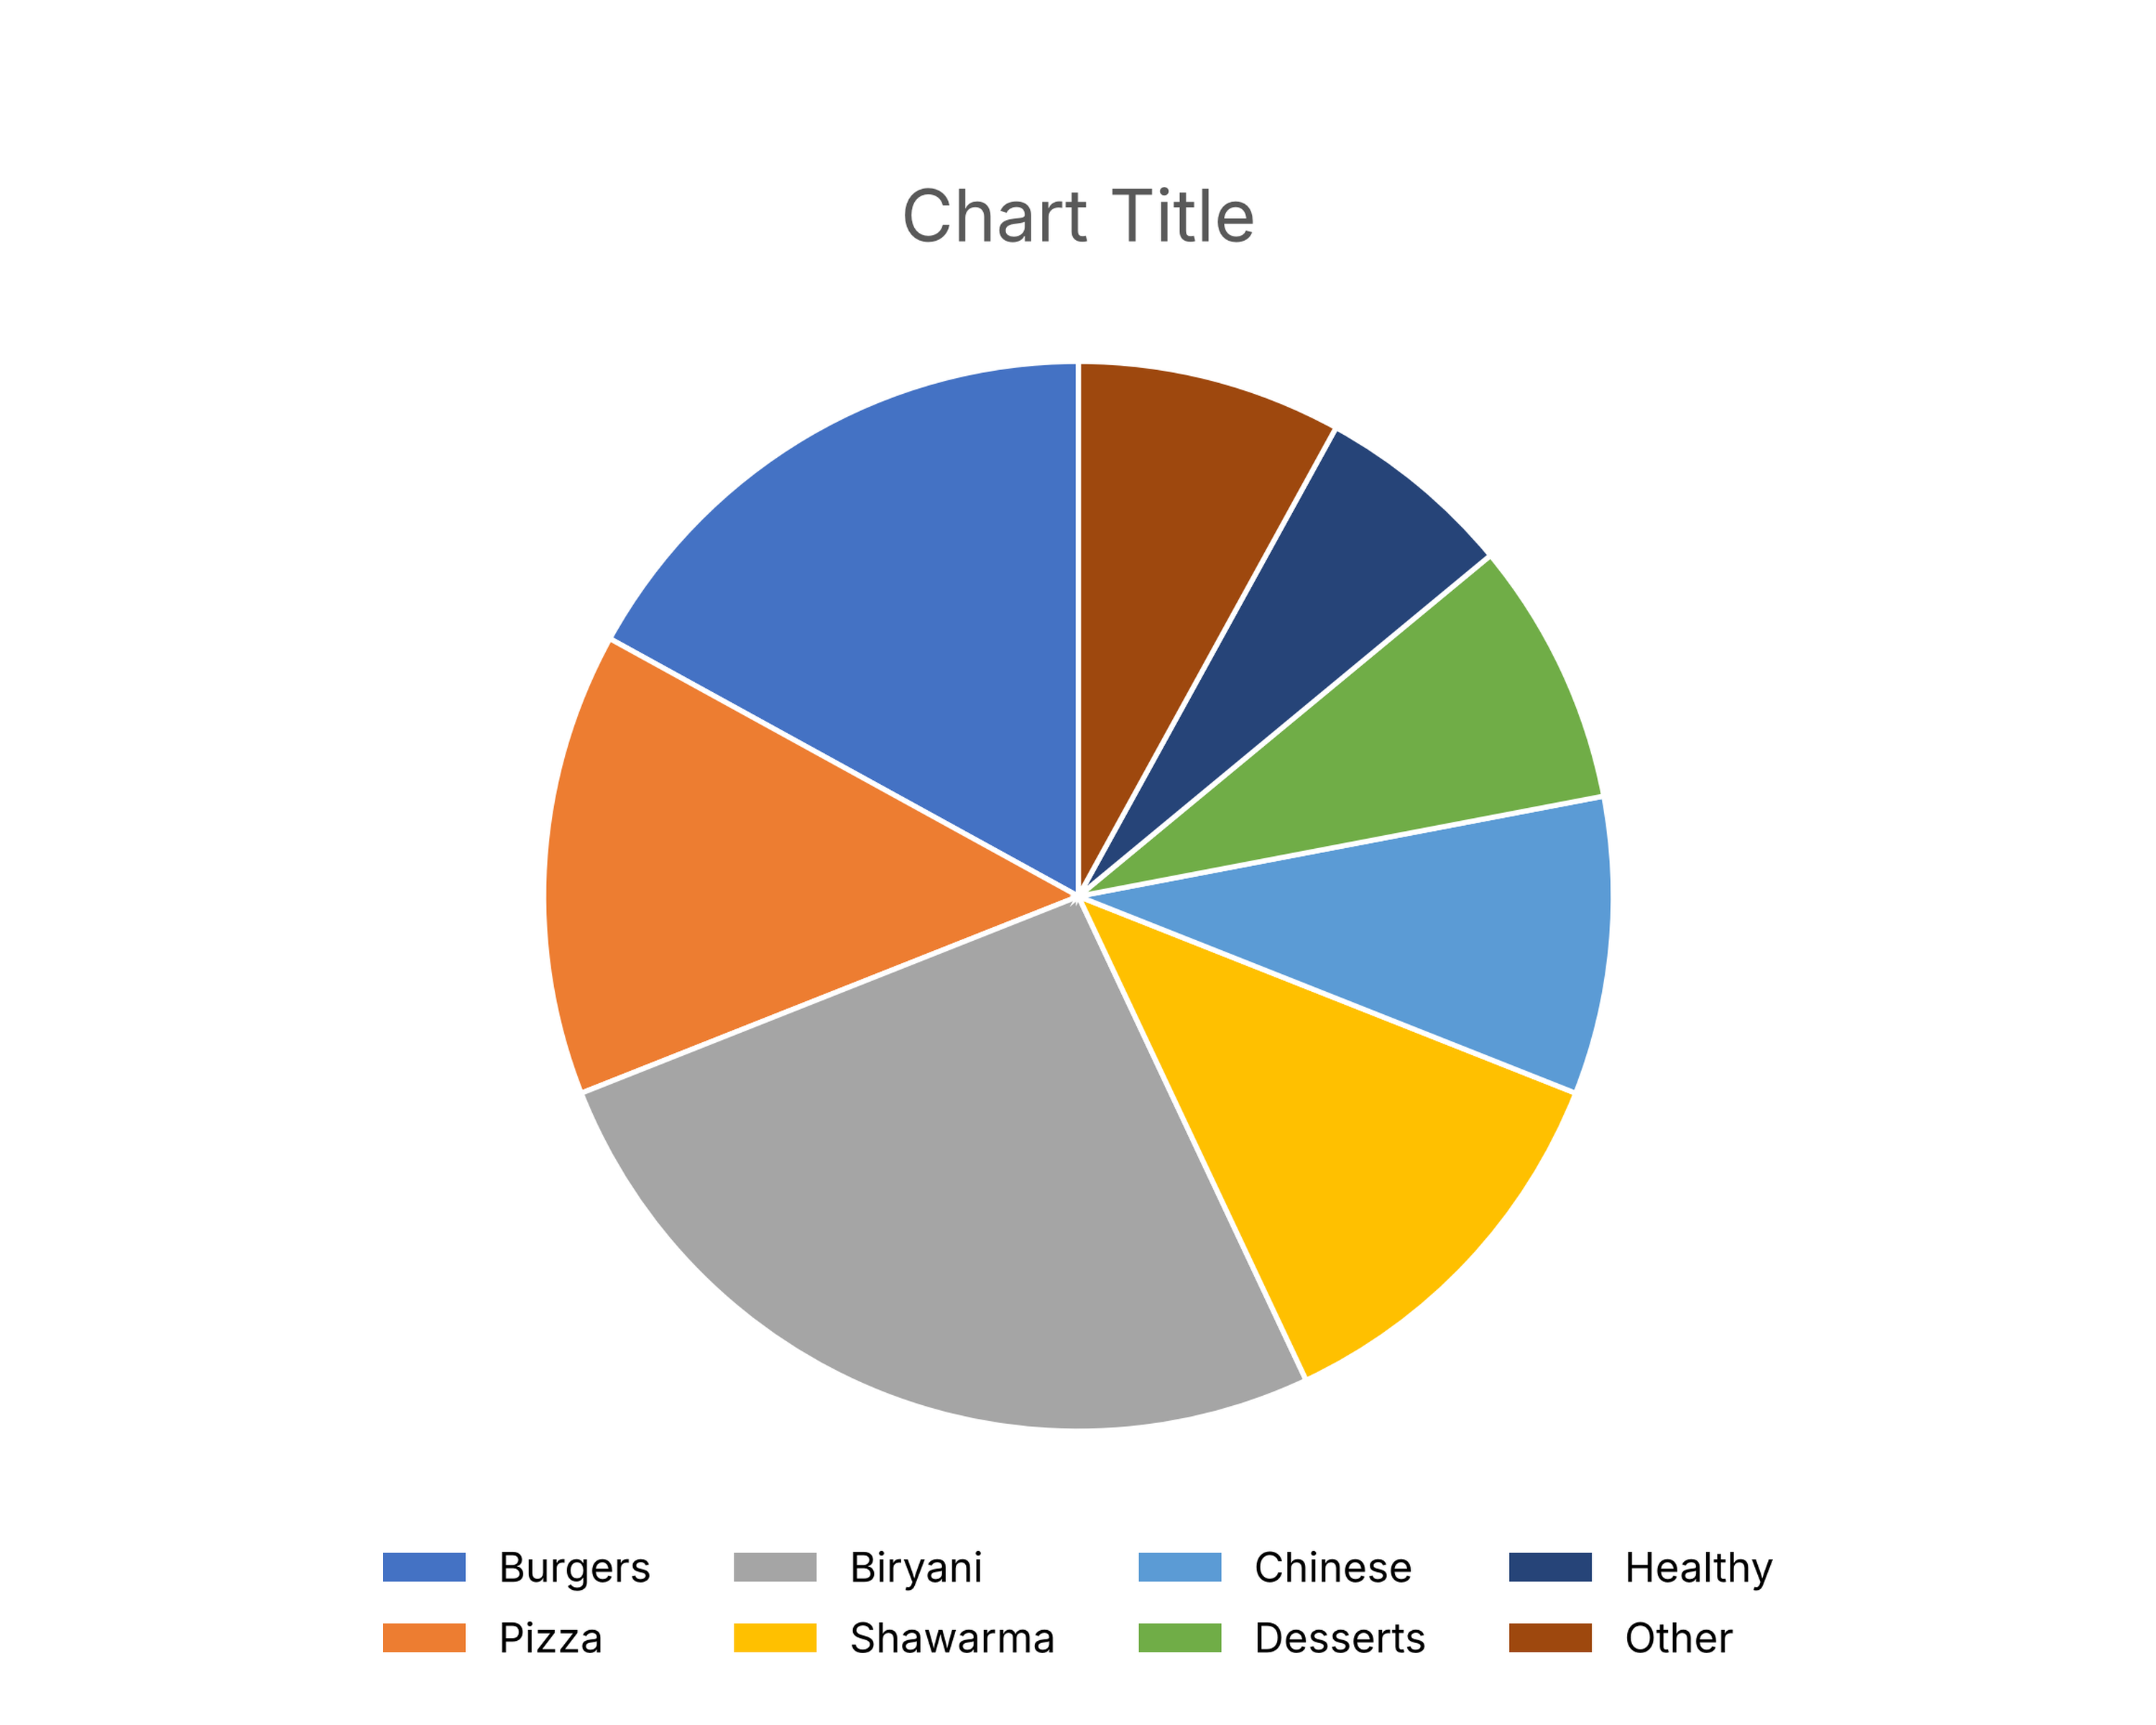 Chart Title
Burgers Biryani Chinese Healthy
Pizza Shawarma Desserts Other